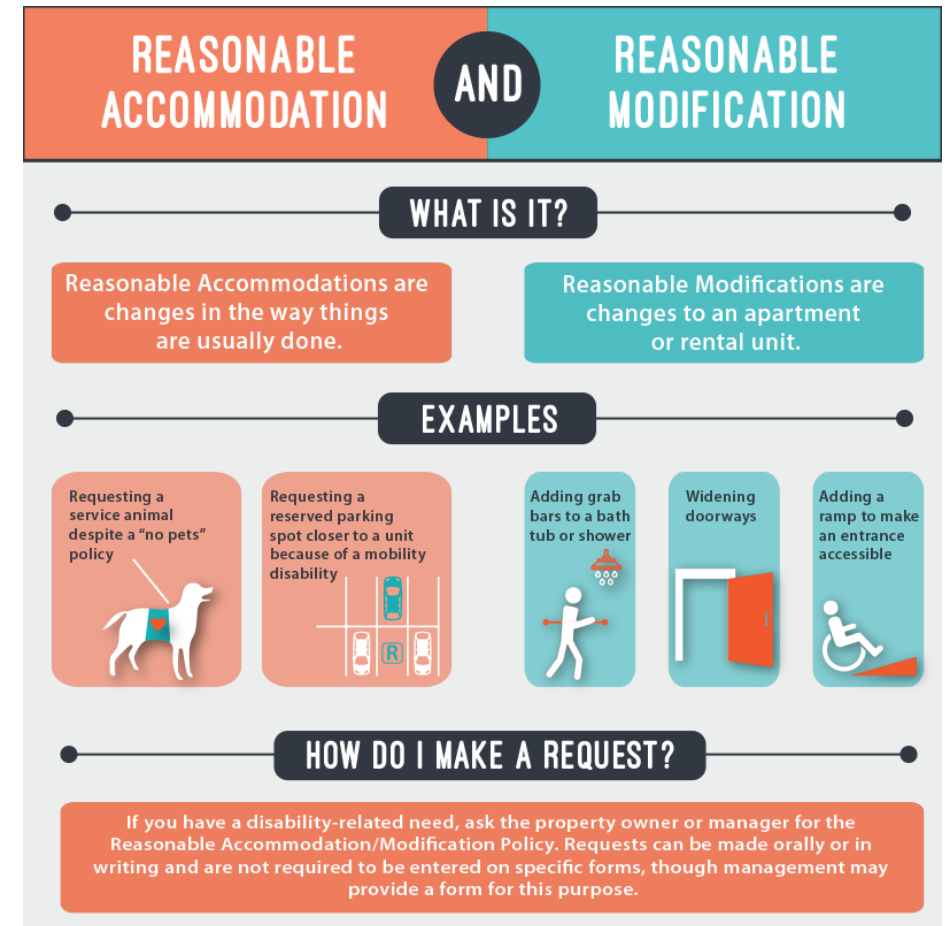 REASONABLE
ACCOMMODATION
AND
REASONABLE
MODIFICATION
WHAT IS IT?
Reasonable Accommodations are
changes in the way things
are usually done.
Reasonable Modifications are
changes to an apartment
or rental unit.
EXAMPLES
Requesting a
service animal
despite a “no pets”
policy
Requesting a
reserved parking
spot closer to a unit
because of a mobility
disability
R
Adding grab
bars to a bath
tub or shower
Widening
doorways
Adding a
ramp to make
an entrance
accessible
HOW DO I MAKE A REQUEST?
If you have a disability-related need, ask the property owner or manager for the
Reasonable Accommodation/Modification Policy. Requests can be made orally or in
writing and are not required to be entered on specific forms, though management may
provide a form for this purpose.